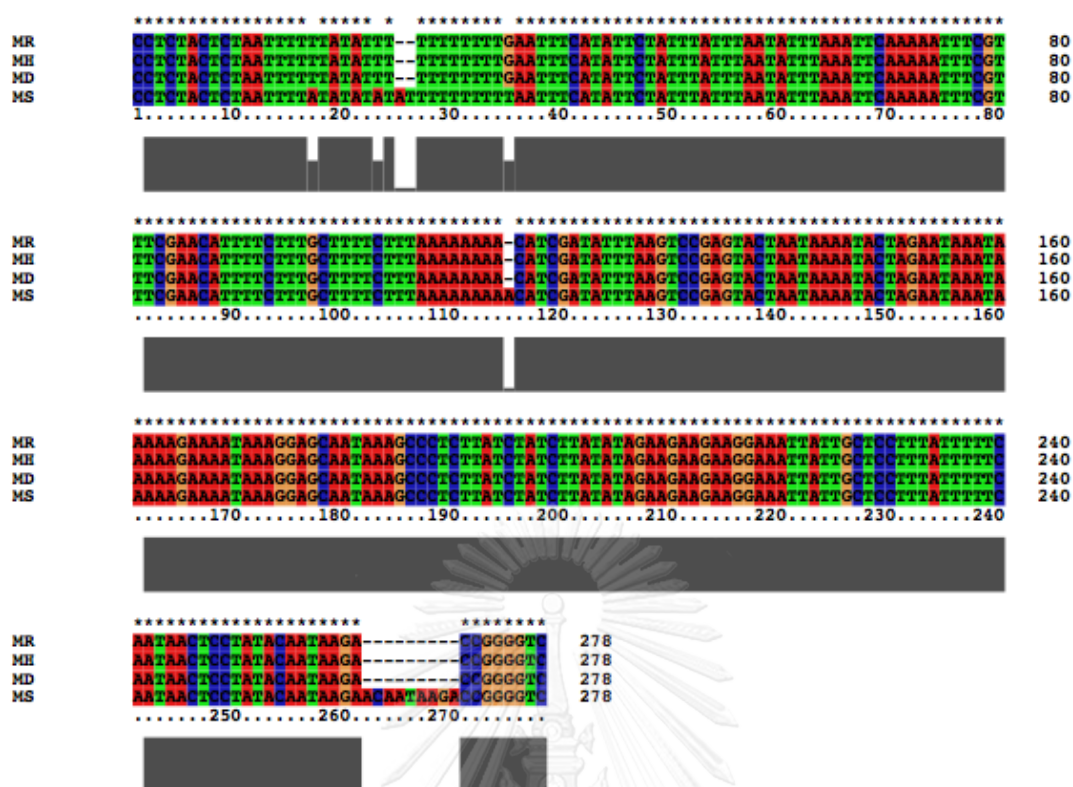 **************** ***** *  ******** *********************************************
MR CCTCTACTCTAATTTTTTATATTT--TTTTTTTTGAATTTCATATTCTATTTATTTAATATTTAAATTCAAAAATTTCGT 80
MH CCTCTACTCTAATTTTTTATATTT--TTTTTTTTGAATTTCATATTCTATTTATTTAATATTTAAATTCAAAAATTTCGT 80
MD CCTCTACTCTAATTTTTTATATTT--TTTTTTTTGAATTTCATATTCTATTTATTTAATATTTAAATTCAAAAATTTCGT 80
MS CCTCTACTCTAATTTTATATATATATTTTTTTTTTAATTTCATATTCTATTTATTTAATATTTAAATTCAAAAATTTCGT 80
1.......10........20........30........40........50........60........70........80
********************************** *********************************************
MR TTCGAACATTTTCTTTGCTTTTCTTTAAAAAAAA-CATCGATATTTAAGTCCGAGTACTAATAAAATACTAGAATAAATA 160
MH TTCGAACATTTTCTTTGCTTTTCTTTAAAAAAAA-CATCGATATTTAAGTCCGAGTACTAATAAAATACTAGAATAAATA 160
MD TTCGAACATTTTCTTTGCTTTTCTTTAAAAAAAA-CATCGATATTTAAGTCCGAGTACTAATAAAATACTAGAATAAATA 160
MS TTCGAACATTTTCTTTGCTTTTCTTTAAAAAAAAACATCGATATTTAAGTCCGAGTACTAATAAAATACTAGAATAAATA 160
........90.......100.......110.......120.......130.......140.......150.......160
********************************************************************************
MR AAAAGAAAATAAAGGAGCAATAAAGCCCTCTTATCTATCTTATATAGAAGAAGAAGGAAATTATTGCTCCTTTATTTTTC 240
MH AAAAGAAAATAAAGGAGCAATAAAGCCCTCTTATCTATCTTATATAGAAGAAGAAGGAAATTATTGCTCCTTTATTTTTC 240
MD AAAAGAAAATAAAGGAGCAATAAAGCCCTCTTATCTATCTTATATAGAAGAAGAAGGAAATTATTGCTCCTTTATTTTTC 240
MS AAAAGAAAATAAAGGAGCAATAAAGCCCTCTTATCTATCTTATATAGAAGAAGAAGGAAATTATTGCTCCTTTATTTTTC 240
.......170.......180.......190.......200.......210.......220.......230.......240
*********************         ********
MR AATAACTCCTATACAATAAGA---------CCGGGGTC 278
MH AATAACTCCTATACAATAAGA---------CCGGGGTC 278
MD AATAACTCCTATACAATAAGA---------CCGGGGTC 278
MS AATAACTCCTATACAATAAGAACAATAAGACCGGGGTC 278
.......250.......260.......270........